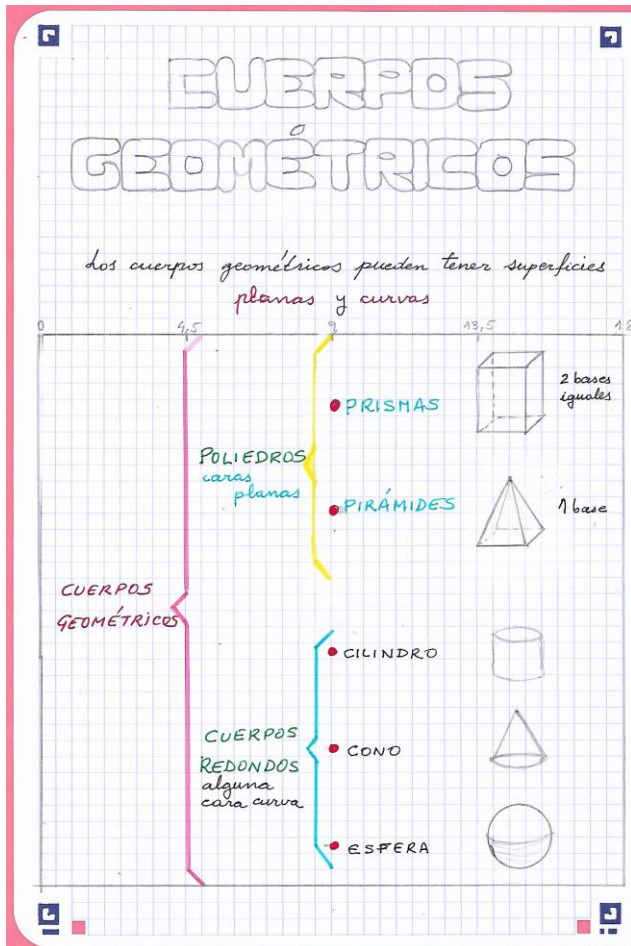 CUERPOS
GEOMÉTRICOS
Los cuerpos geométricos pueden tener superficies
planas y curvas
0 4,5 9 13,5 18
PRISMAS
2 bases
iguales
POLIEDROS
caras
planas
PIRÁMIDES
1 base
CUERPOS
GEOMÉTRICOS
CILINDRO
CUERPOS
REDONDOS
alguna
cara curva
CONO
ESFERA